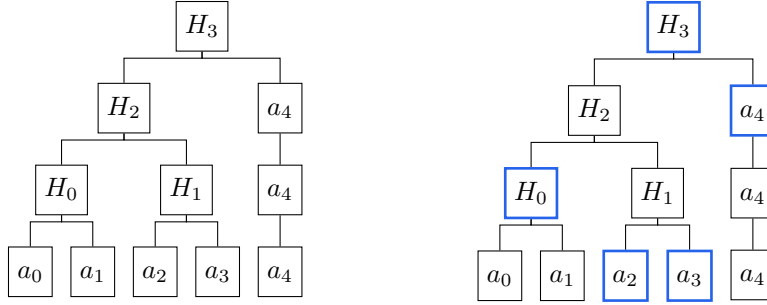 H₃ H₃
H₂ a₄ H₂ a₄
H₀ H₁ a₄ H₀ H₁ a₄
a₀ a₁ a₂ a₃ a₄ a₀ a₁ a₂ a₃ a₄